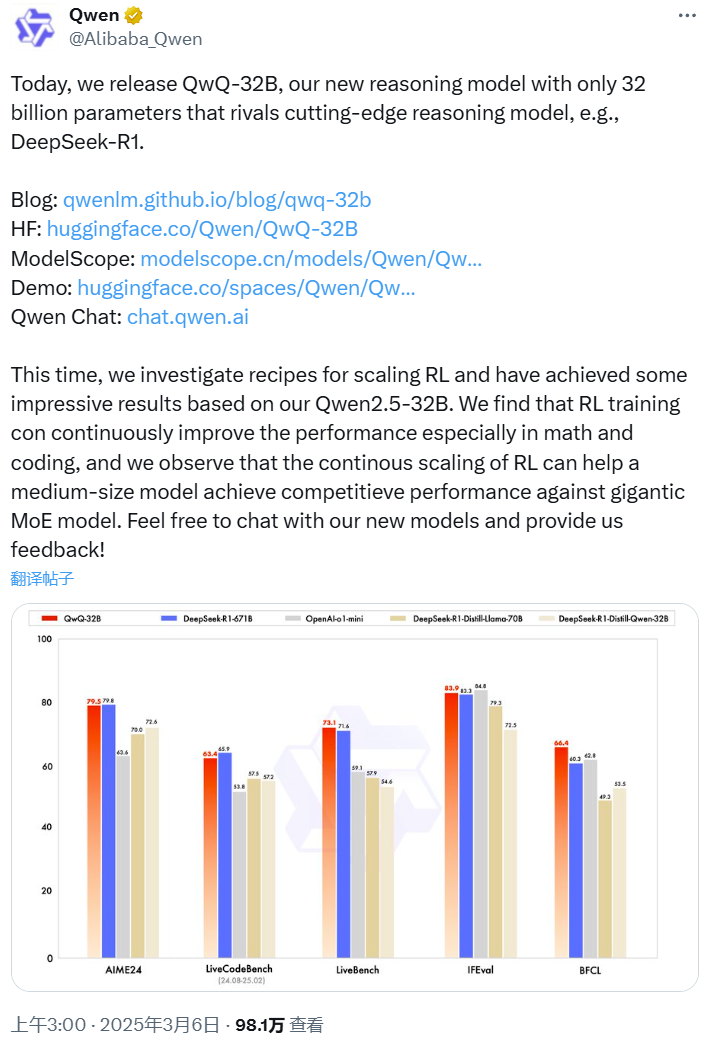 Qwen
@Alibaba_Qwen
Today, we release QwQ-32B, our new reasoning model with only 32
billion parameters that rivals cutting-edge reasoning model, e.g.,
DeepSeek-R1.
Blog: qwenlm.github.io/blog/qwq-32b
HF: huggingface.co/Qwen/QwQ-32B
ModelScope: modelscope.cn/models/Qwen/Qw...
Demo: huggingface.co/spaces/Qwen/Qw...
Qwen Chat: chat.qwen.ai
This time, we investigate recipes for scaling RL and have achieved some
impressive results based on our Qwen2.5-32B. We find that RL training
con continuously improve the performance especially in math and
coding, and we observe that the continous scaling of RL can help a
medium-size model achieve competitieve performance against gigantic
MoE model. Feel free to chat with our new models and provide us
feedback!
翻译帖子
QwQ-32B DeepSeek-R1-671B OpenAI-o1-mini DeepSeek-R1-Distill-Llama-70B DeepSeek-R1-Distill-Qwen-32B
100
80
60
40
20
0
79.5 79.8 63.6 70.0 72.6
63.4 65.9 53.8 57.5 57.2
73.1 71.6 59.1 57.9 54.6
83.9 83.3 84.8 79.3 72.5
66.4 60.3 62.8 49.3 53.5
AIME24 LiveCodeBench LiveBench IFEval BFCL
(24.08-25.02)
上午3:00 · 2025年3月6日 · 98.1万 查看